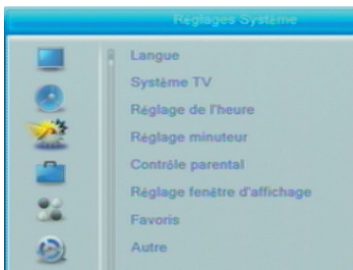 Réglages Système
Langue
Système TV
Réglage de l'heure
Réglage minuteur
Contrôle parental
Réglage fenêtre d'affichage
Favoris
Autre